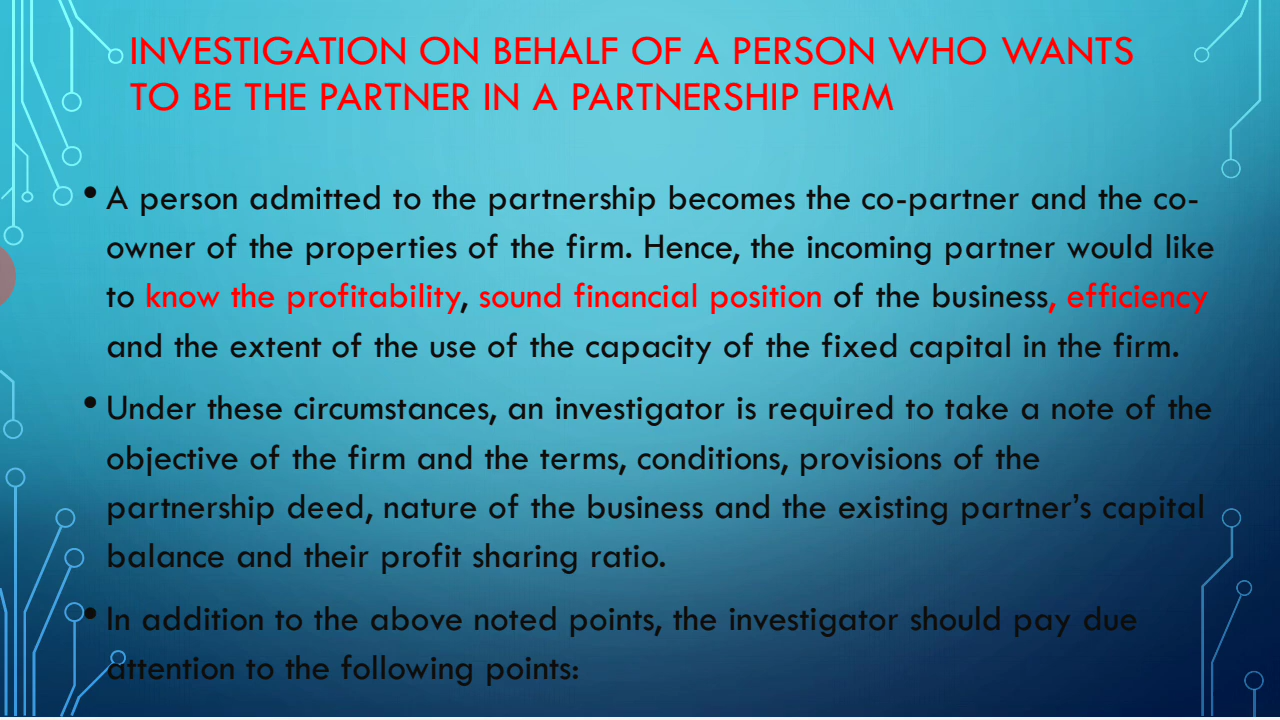 INVESTIGATION ON BEHALF OF A PERSON WHO WANTS
TO BE THE PARTNER IN A PARTNERSHIP FIRM
• A person admitted to the partnership becomes the co-partner and the co-
owner of the properties of the firm. Hence, the incoming partner would like
to know the profitability, sound financial position of the business, efficiency
and the extent of the use of the capacity of the fixed capital in the firm.
• Under these circumstances, an investigator is required to take a note of the
objective of the firm and the terms, conditions, provisions of the
partnership deed, nature of the business and the existing partner’s capital
balance and their profit sharing ratio.
• In addition to the above noted points, the investigator should pay due
attention to the following points: